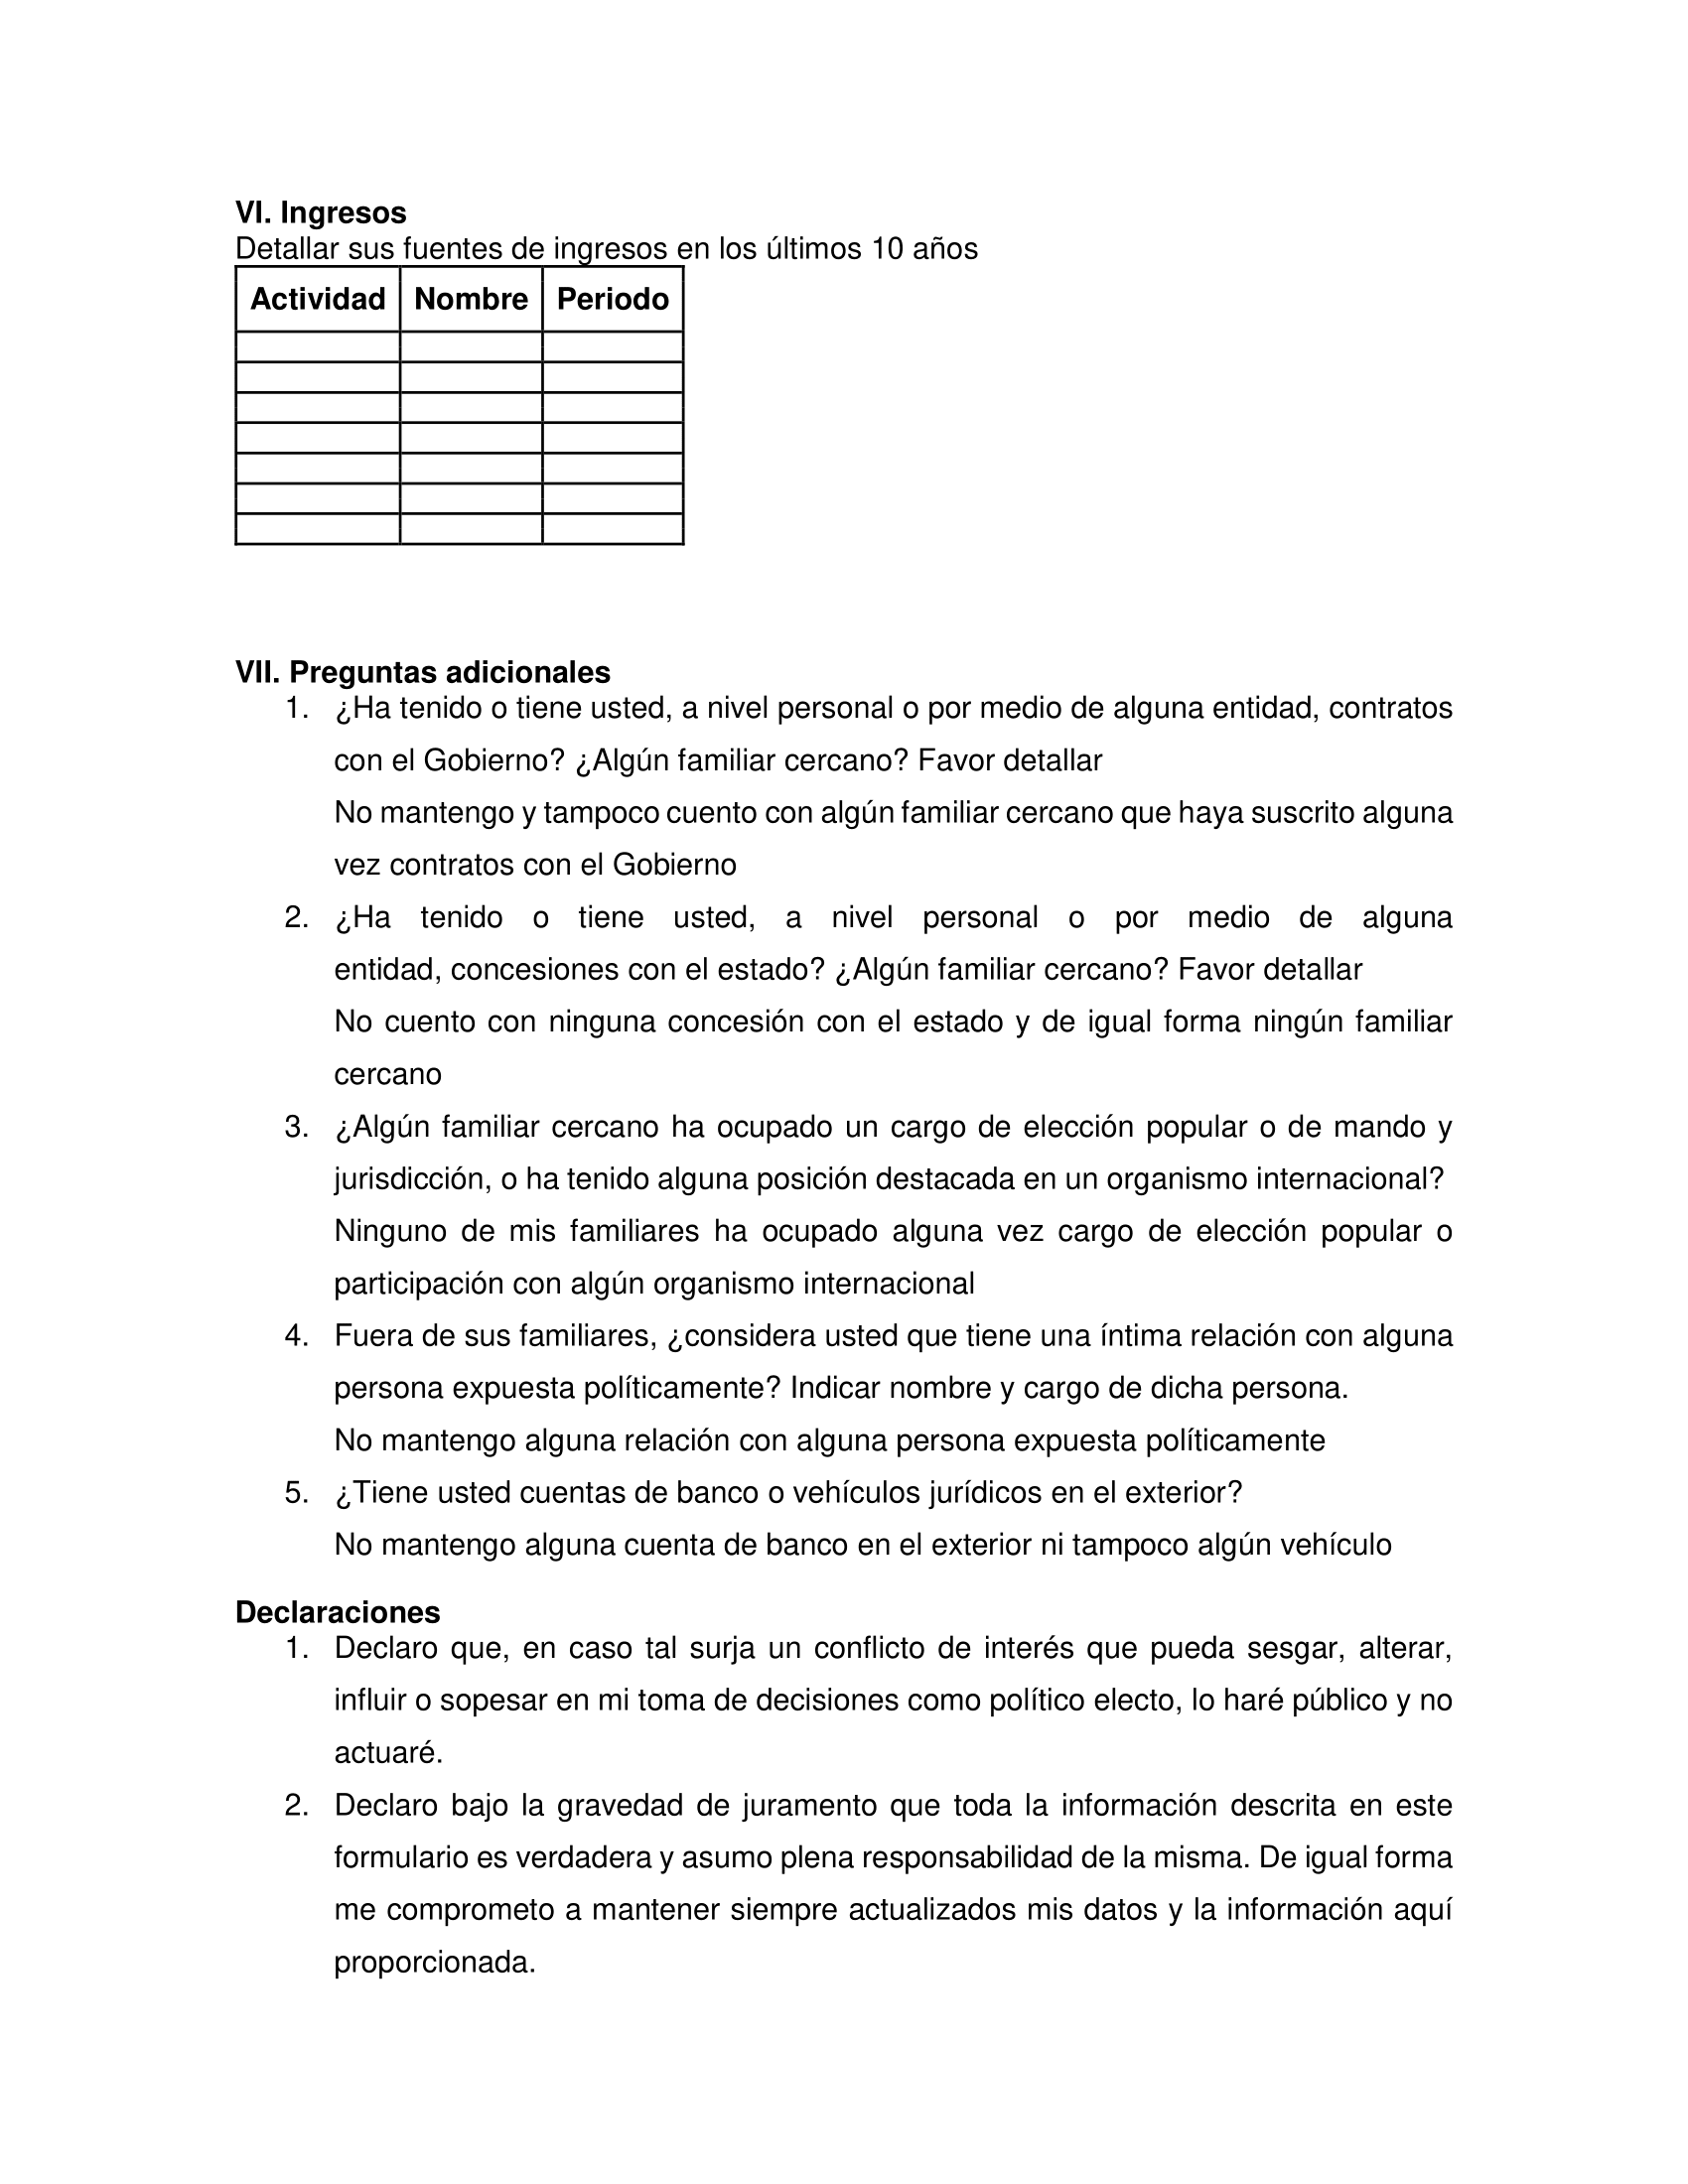 VI. Ingresos
Detallar sus fuentes de ingresos en los últimos 10 años
Actividad Nombre Periodo
VII. Preguntas adicionales
1. ¿Ha tenido o tiene usted, a nivel personal o por medio de alguna entidad, contratos
con el Gobierno? ¿Algún familiar cercano? Favor detallar
No mantengo y tampoco cuento con algún familiar cercano que haya suscrito alguna
vez contratos con el Gobierno
2. ¿Ha tenido o tiene usted, a nivel personal o por medio de alguna
entidad, concesiones con el estado? ¿Algún familiar cercano? Favor detallar
No cuento con ninguna concesión con el estado y de igual forma ningún familiar
cercano
3. ¿Algún familiar cercano ha ocupado un cargo de elección popular o de mando y
jurisdicción, o ha tenido alguna posición destacada en un organismo internacional?
Ninguno de mis familiares ha ocupado alguna vez cargo de elección popular o
participación con algún organismo internacional
4. Fuera de sus familiares, ¿considera usted que tiene una íntima relación con alguna
persona expuesta políticamente? Indicar nombre y cargo de dicha persona.
No mantengo alguna relación con alguna persona expuesta políticamente
5. ¿Tiene usted cuentas de banco o vehículos jurídicos en el exterior?
No mantengo alguna cuenta de banco en el exterior ni tampoco algún vehículo
Declaraciones
1. Declaro que, en caso tal surja un conflicto de interés que pueda sesgar, alterar,
influir o sopesar en mi toma de decisiones como político electo, lo haré público y no
actuaré.
2. Declaro bajo la gravedad de juramento que toda la información descrita en este
formulario es verdadera y asumo plena responsabilidad de la misma. De igual forma
me comprometo a mantener siempre actualizados mis datos y la información aquí
proporcionada.